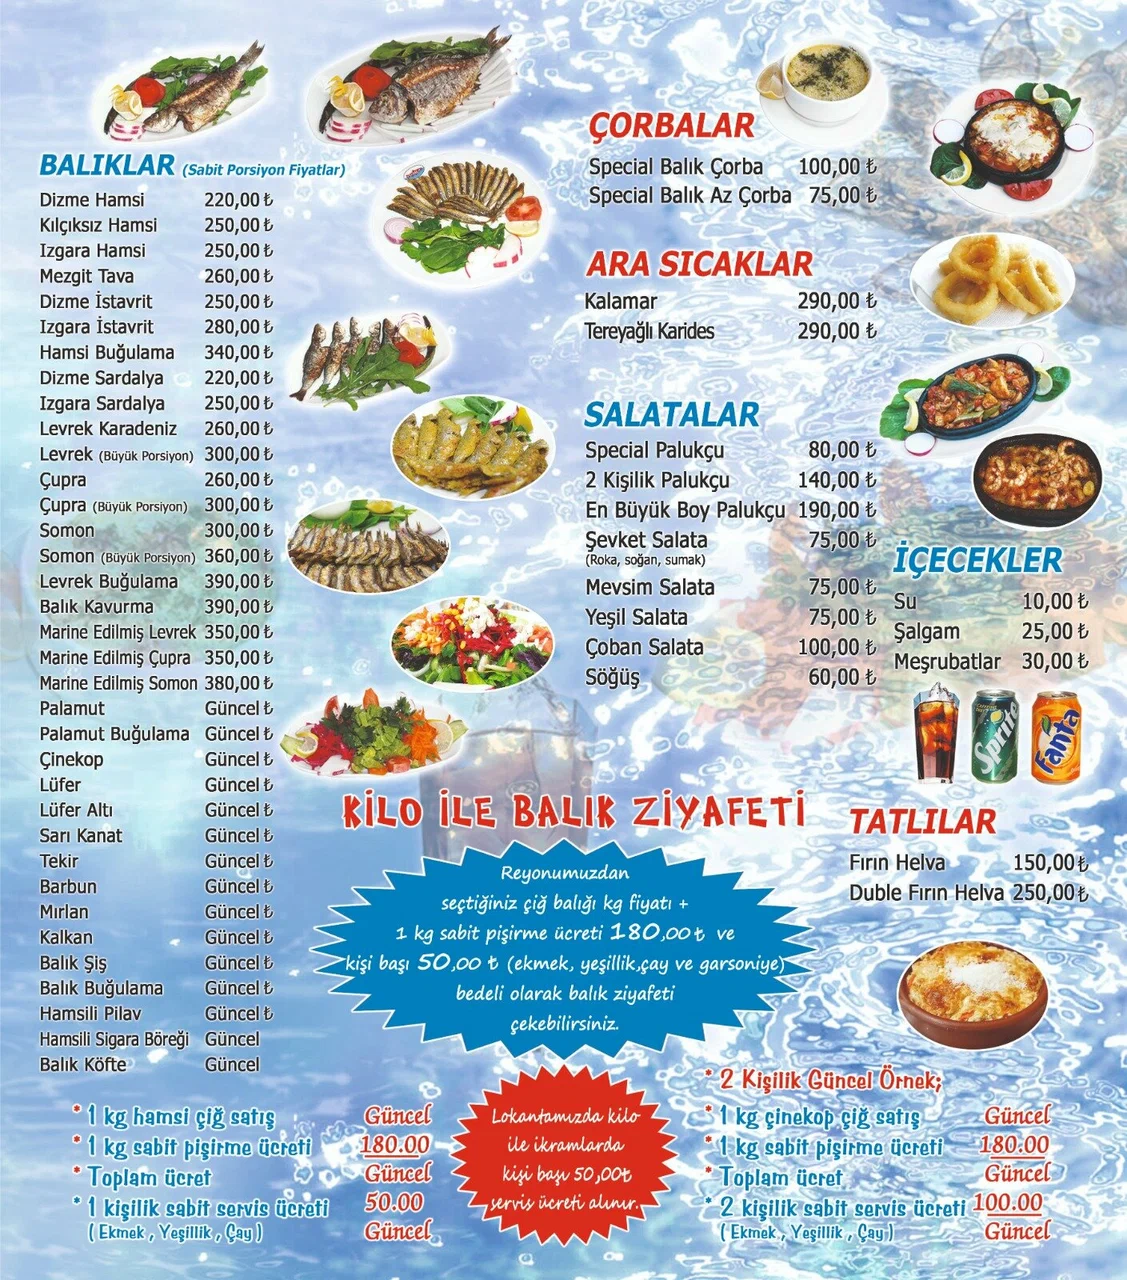 BALIKLAR (Sabit Porsiyon Fiyatlar)
Dizme Hamsi 220,00 ₺
Kılçıksız Hamsi 250,00 ₺
Izgara Hamsi 250,00 ₺
Mezgit Tava 260,00 ₺
Dizme İstavrit 250,00 ₺
Izgara İstavrit 280,00 ₺
Hamsi Buğulama 340,00 ₺
Dizme Sardalya 220,00 ₺
Izgara Sardalya 250,00 ₺
Levrek Karadeniz 260,00 ₺
Levrek (Büyük Porsiyon) 300,00 ₺
Çupra 260,00 ₺
Çupra (Büyük Porsiyon) 300,00 ₺
Somon 300,00 ₺
Somon (Büyük Porsiyon) 360,00 ₺
Levrek Buğulama 390,00 ₺
Balık Kavurma 390,00 ₺
Marine Edilmiş Levrek 350,00 ₺
Marine Edilmiş Çupra 350,00 ₺
Marine Edilmiş Somon 380,00 ₺
Palamut Güncel ₺
Palamut Buğulama Güncel ₺
Çinekop Güncel ₺
Lüfer Güncel ₺
Lüfer Altı Güncel ₺
Sarı Kanat Güncel ₺
Tekir Güncel ₺
Barbun Güncel ₺
Mırlan Güncel ₺
Kalkan Güncel ₺
Balık Şiş Güncel ₺
Balık Buğulama Güncel ₺
Hamsili Pilav Güncel ₺
Hamsili Sigara Böreği Güncel
Balık Köfte Güncel
ÇORBALAR
Special Balık Çorba 100,00 ₺
Special Balık Az Çorba 75,00 ₺
ARA SICAKLAR
Kalamar 290,00 ₺
Tereyağlı Karides 290,00 ₺
SALATALAR
Special Palukçu 80,00 ₺
2 Kişilik Palukçu 140,00 ₺
En Büyük Boy Palukçu 190,00 ₺
Şevket Salata 75,00 ₺
(Roka, soğan, sumak)
Mevsim Salata 75,00 ₺
Yeşil Salata 75,00 ₺
Çoban Salata 100,00 ₺
Söğüş 60,00 ₺
İÇECEKLER
Su 10,00 ₺
Şalgam 25,00 ₺
Meşrubatlar 30,00 ₺
Sprite
Fanta
TATLILAR
Fırın Helva 150,00 ₺
Duble Fırın Helva 250,00 ₺
KİLO İLE BALIK ZİYAFETİ
Reyonumuzdan
seçtiğiniz çiğ balığı kg fiyatı +
1 kg sabit pişirme ücreti 180,00 ₺ ve
kişi başı 50,00 ₺ (ekmek, yeşillik,çay ve garsoniye)
bedeli olarak balık ziyafeti
çekebilirsiniz.
* 1 kg hamsi çiğ satış Güncel
* 1 kg sabit pişirme ücreti 180.00
* Toplam ücret Güncel
* 1 kişilik sabit servis ücreti 50.00
( Ekmek , Yeşillik , Çay ) Güncel
Lokantamızda kilo
ile ikramlarda
kişi başı 50,00₺
servis ücreti alınır.
* 2 Kişilik Güncel Örnek;
* 1 kg çinekop çiğ satış Güncel
* 1 kg sabit pişirme ücreti 180.00
* Toplam ücret Güncel
* 2 kişilik sabit servis ücreti 100.00
( Ekmek , Yeşillik , Çay ) Güncel